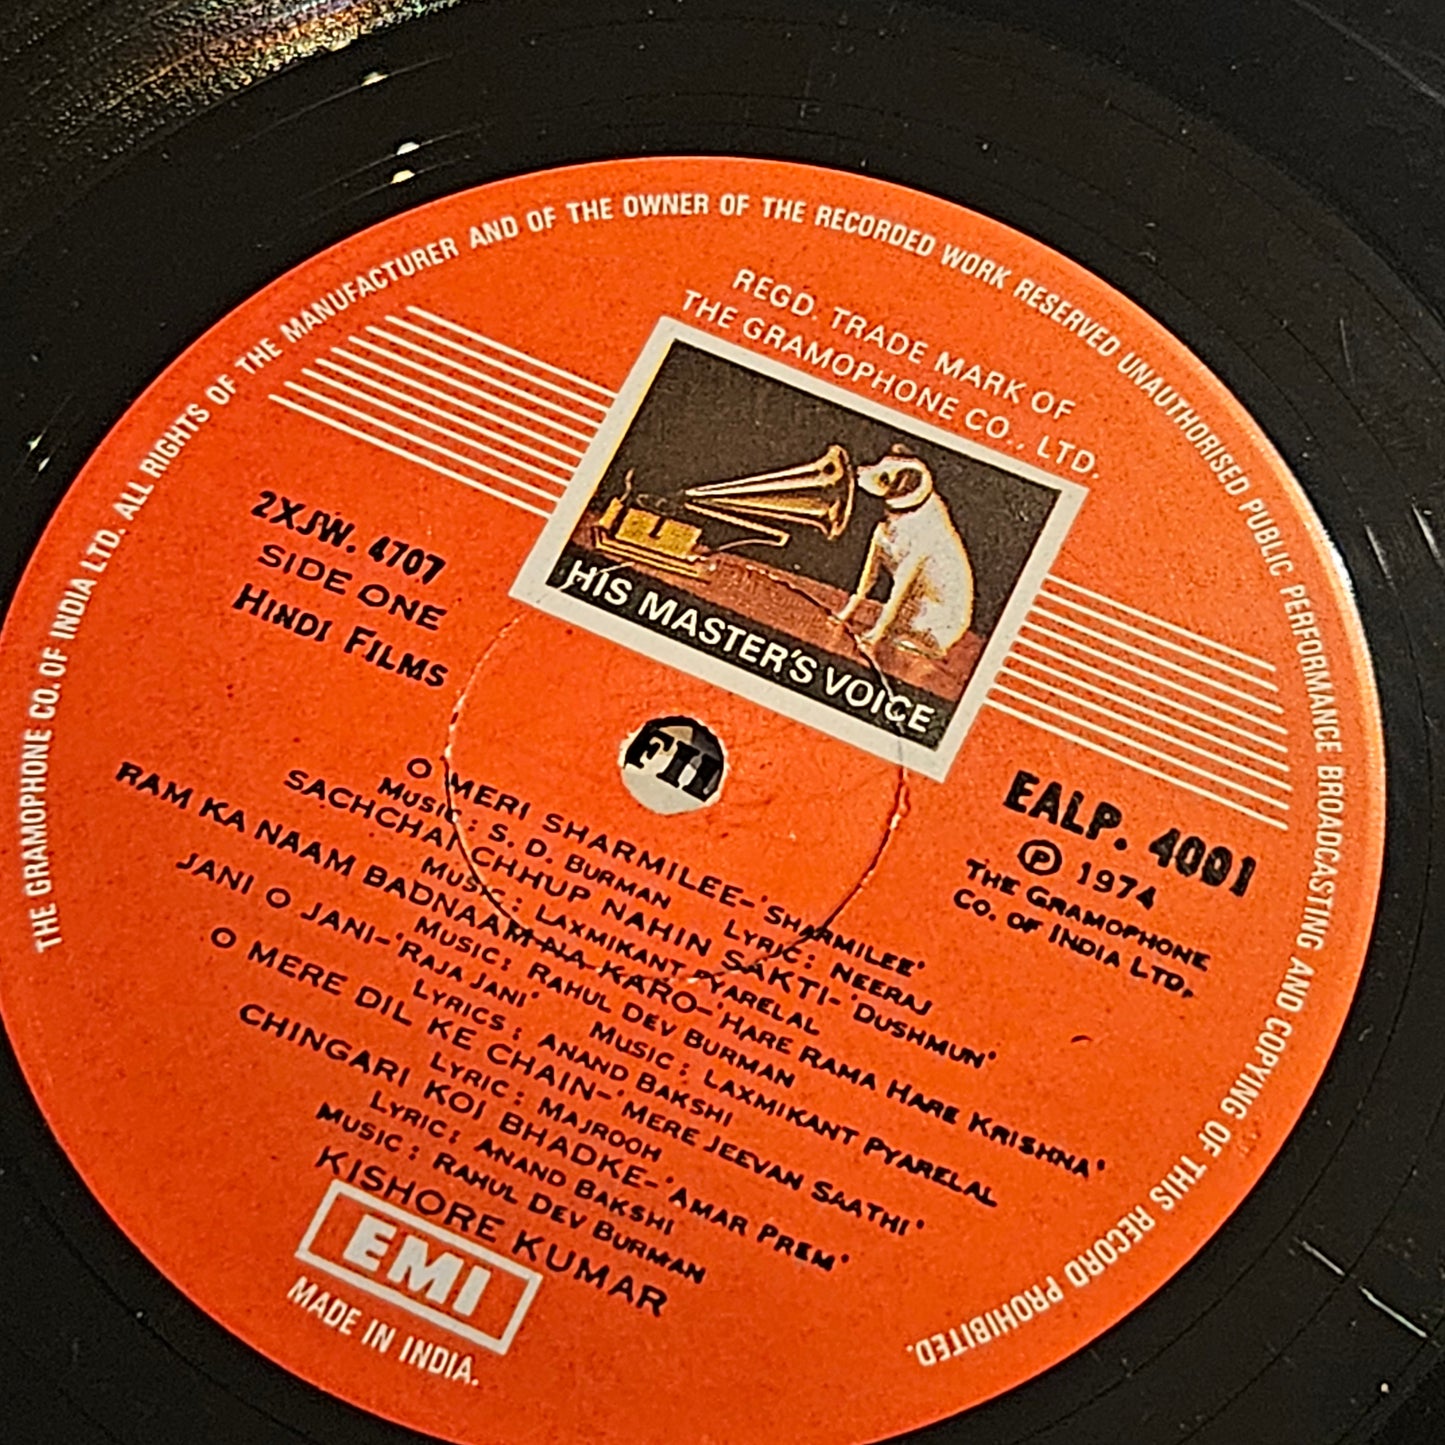 THE GRAMOPHONE CO. OF INDIA LTD. ALL RIGHTS OF THE MANUFACTURER AND OF THE OWNER OF THE RECORDED WORK RESERVED UNAUTHORISED PUBLIC PERFORMANCE BROADCASTING AND COPYING OF THIS RECORD PROHIBITED.
REGD. TRADE MARK OF
THE GRAMOPHONE CO., LTD.
HIS MASTER'S VOICE
2XJW. 4707
SIDE ONE
HINDI FILMS
EALP. 4001
Ⓟ 1974
THE GRAMOPHONE
CO. OF INDIA LTD.
O MERI SHARMILEE-'SHARMILEE'
MUSIC: S. D. BURMAN LYRIC: NEERAJ
SACHCHAI CHHUP NAHIN SAKTI-'DUSHMUN'
MUSIC: LAXMIKANT PYARELAL
RAM KA NAAM BADNAAM NA KARO-'HARE RAMA HARE KRISHNA'
MUSIC: RAHUL DEV BURMAN
JANI O JANI-'RAJA JANI' MUSIC: LAXMIKANT PYARELAL
LYRICS: ANAND BAKSHI
O MERE DIL KE CHAIN-'MERE JEEVAN SAATHI'
LYRIC: MAJROOH
CHINGARI KOI BHADKE-'AMAR PREM'
LYRIC: ANAND BAKSHI
MUSIC: RAHUL DEV BURMAN
KISHORE KUMAR
EMI
MADE IN INDIA.